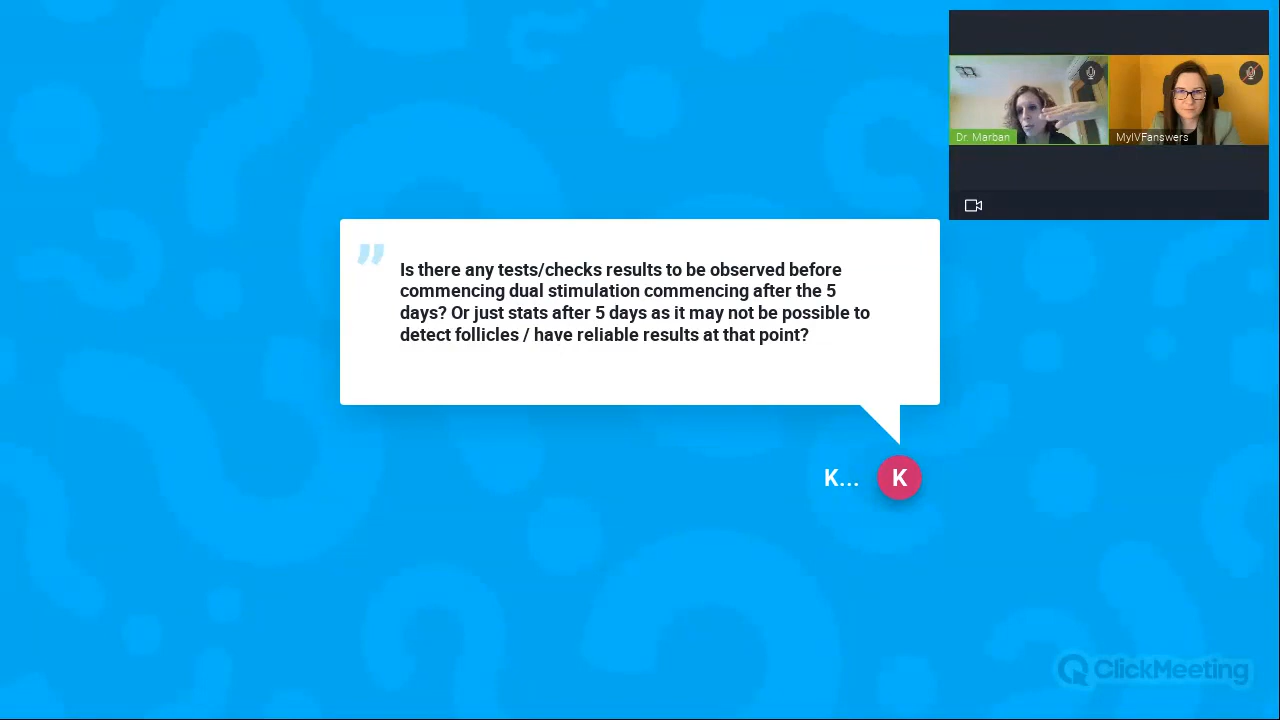 Dr. Marban
MyIVFanswers
”
Is there any tests/checks results to be observed before
commencing dual stimulation commencing after the 5
days? Or just stats after 5 days as it may not be possible to
detect follicles / have reliable results at that point?
K... K
ClickMeeting